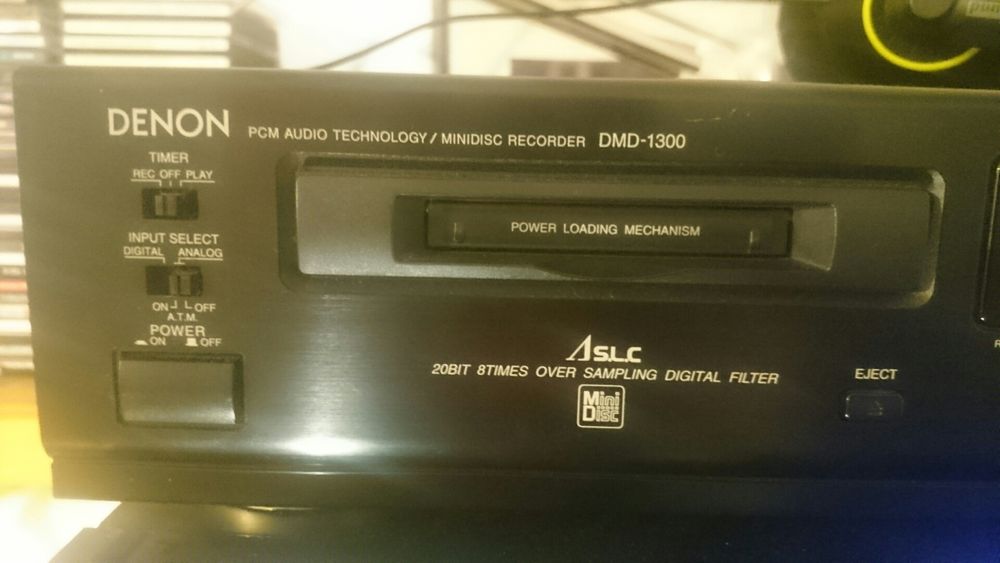 DENON PCM AUDIO TECHNOLOGY / MINIDISC RECORDER DMD-1300
TIMER
REC OFF PLAY
POWER LOADING MECHANISM
INPUT SELECT
DIGITAL ANALOG
ON OFF
A.T.M.
POWER
ON OFF
S.L.C
20BIT 8TIMES OVER SAMPLING DIGITAL FILTER
EJECT
Mini
Disc